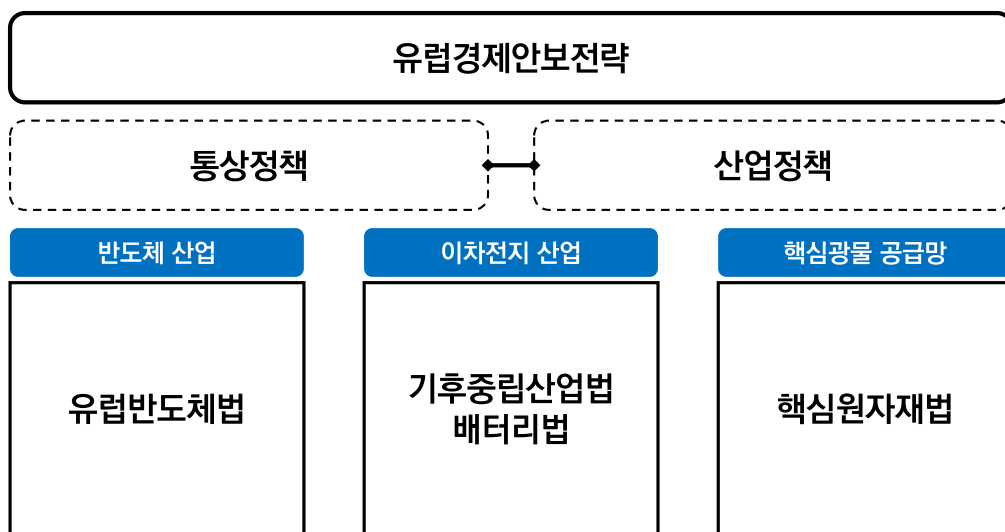 유럽경제안보전략
통상정책
산업정책
반도체 산업
이차전지 산업
핵심광물 공급망
유럽반도체법
기후중립산업법
배터리법
핵심원자재법